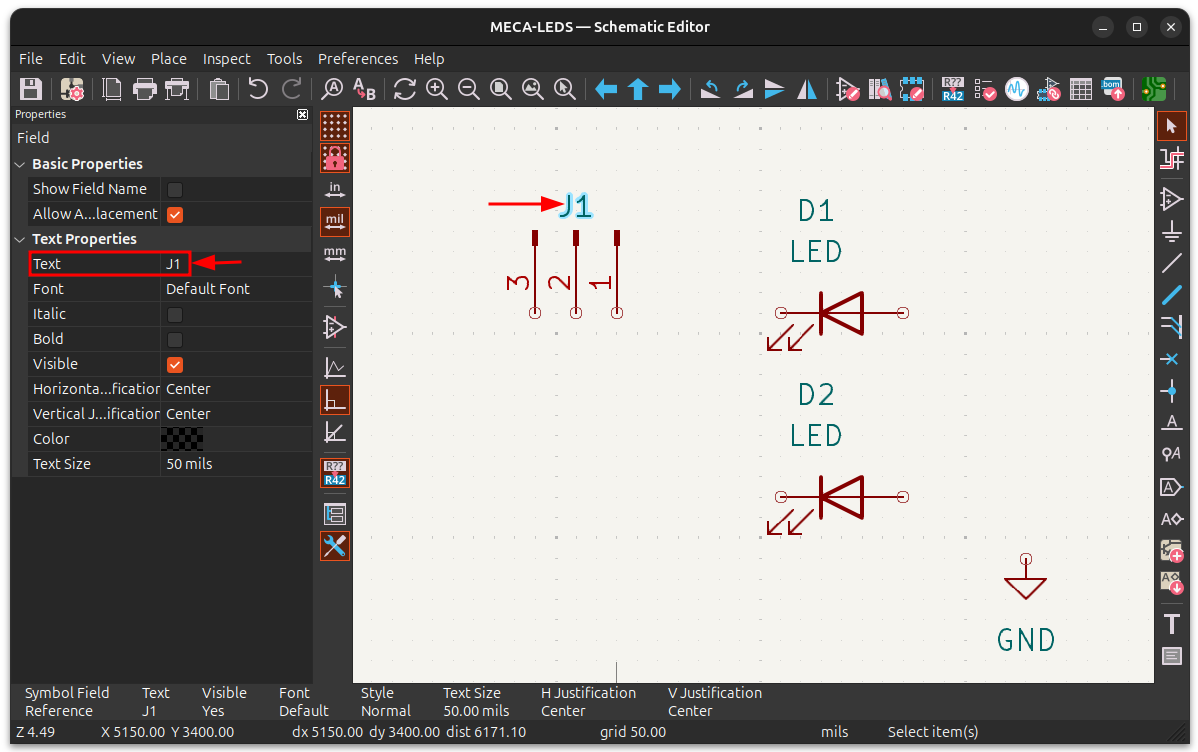 MECA-LEDS — Schematic Editor
File Edit View Place Inspect Tools Preferences Help
A B
R??
R42
bom
Properties
Field
Basic Properties
Show Field Name
Allow A...lacement
Text Properties
Text J1
Font Default Font
Italic
Bold
Visible
Horizonta...fication Center
Vertical J...ification Center
Color
Text Size 50 mils
in
mil
mm
R??
R42
J1
3 2 1
D1
LED
D2
LED
GND
A
A
A
A
A
T
Symbol Field Text Visible Font Style Text Size H Justification V Justification
Reference J1 Yes Default Normal 50.00 mils Center Center
Z 4.49 X 5150.00 Y 3400.00 dx 5150.00 dy 3400.00 dist 6171.10 grid 50.00 mils Select item(s)